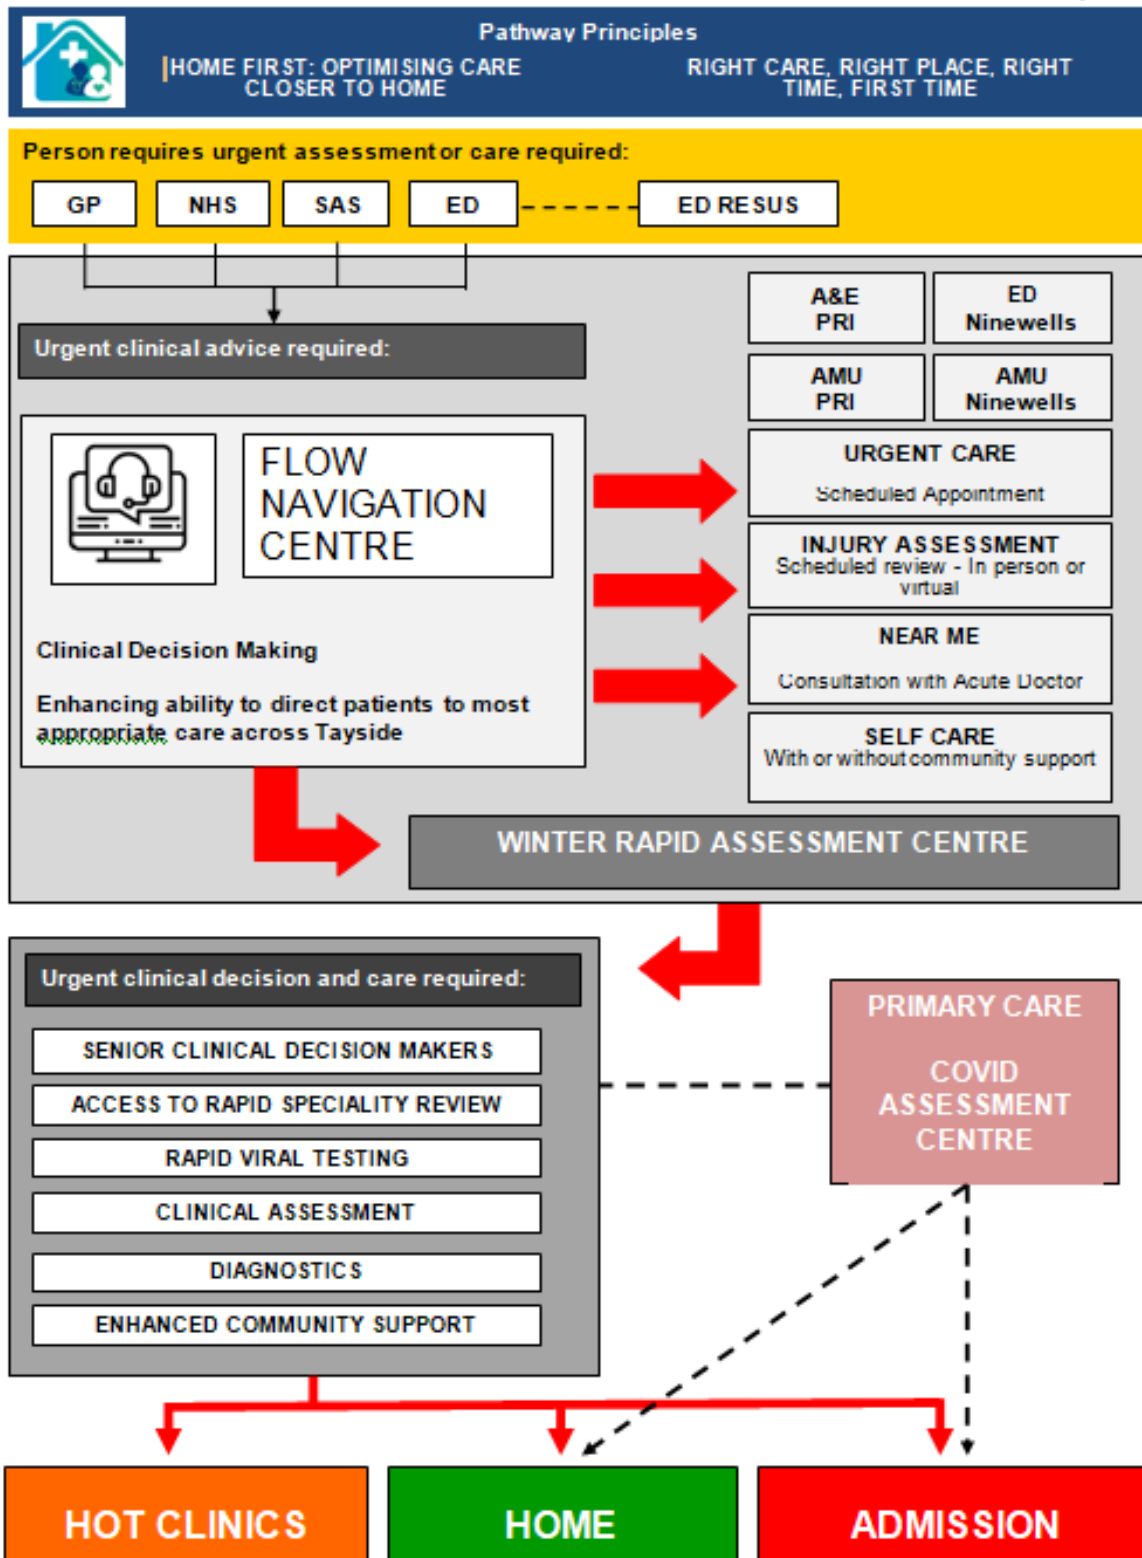 Pathway Principles
HOME FIRST: OPTIMISING CARE
CLOSER TO HOME
RIGHT CARE, RIGHT PLACE, RIGHT
TIME, FIRST TIME
Person requires urgent assessment or care required:
GP
NHS
SAS
ED
ED RESUS
Urgent clinical advice required:
FLOW
NAVIGATION
CENTRE
Clinical Decision Making
Enhancing ability to direct patients to most
appropriate care across Tayside
A&E
PRI
ED
Ninewells
AMU
PRI
AMU
Ninewells
URGENT CARE
Scheduled Appointment
INJURY ASSESSMENT
Scheduled review - In person or
virtual
NEAR ME
Consultation with Acute Doctor
SELF CARE
With or without community support
WINTER RAPID ASSESSMENT CENTRE
Urgent clinical decision and care required:
SENIOR CLINICAL DECISION MAKERS
ACCESS TO RAPID SPECIALITY REVIEW
RAPID VIRAL TESTING
CLINICAL ASSESSMENT
DIAGNOSTICS
ENHANCED COMMUNITY SUPPORT
PRIMARY CARE
COVID
ASSESSMENT
CENTRE
HOT CLINICS
HOME
ADMISSION